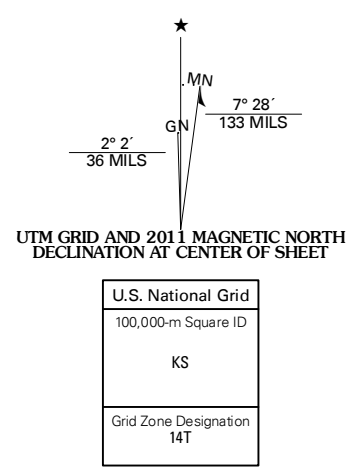 ★
MN
GN
7° 28´
133 MILS
2° 2´
36 MILS
UTM GRID AND 2011 MAGNETIC NORTH
DECLINATION AT CENTER OF SHEET
U.S. National Grid
100,000-m Square ID
KS
Grid Zone Designation
14T